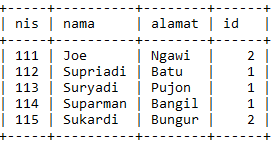 +-----+----------+--------+------+
| nis | nama     | alamat | id   |
+-----+----------+--------+------+
| 111 | Joe      | Ngawi  |    2 |
| 112 | Supriadi | Batu   |    1 |
| 113 | Suryadi  | Pujon  |    1 |
| 114 | Suparman | Bangil |    1 |
| 115 | Sukardi  | Bungur |    2 |
+-----+----------+--------+------+